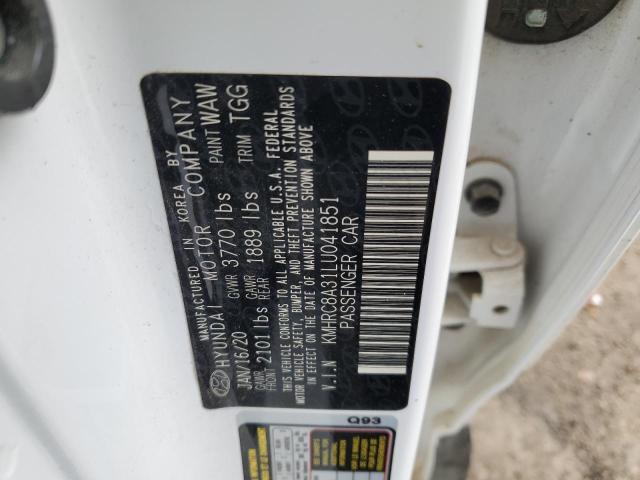 MANUFACTURED IN KOREA BY
HYUNDAI MOTOR COMPANY
JAN/16/20 GVWR 3770 lbs PAINT WAW
GAWR FRONT 2101lbs GAWR REAR 1889 lbs TRIM TGG
THIS VEHICLE CONFORMS TO ALL APPLICABLE U.S.A. FEDERAL
MOTOR VEHICLE SAFETY, BUMPER, AND THEFT PREVENTION STANDARDS
IN EFFECT ON THE DATE OF MANUFACTURE SHOWN ABOVE
V.I.N KMHRC8A31LU041851
PASSENGER CAR
Q93